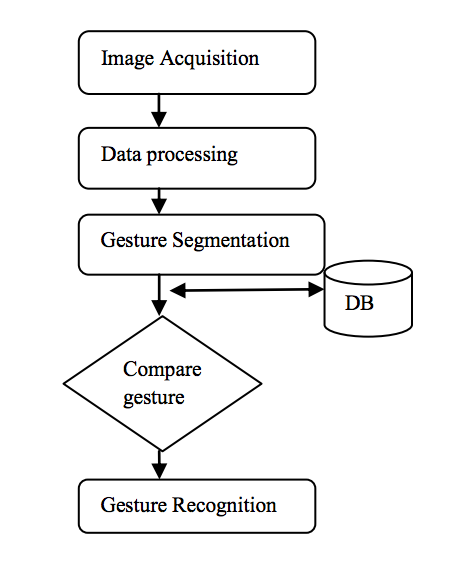 Image Acquisition
Data processing
Gesture Segmentation
DB
Compare
gesture
Gesture Recognition